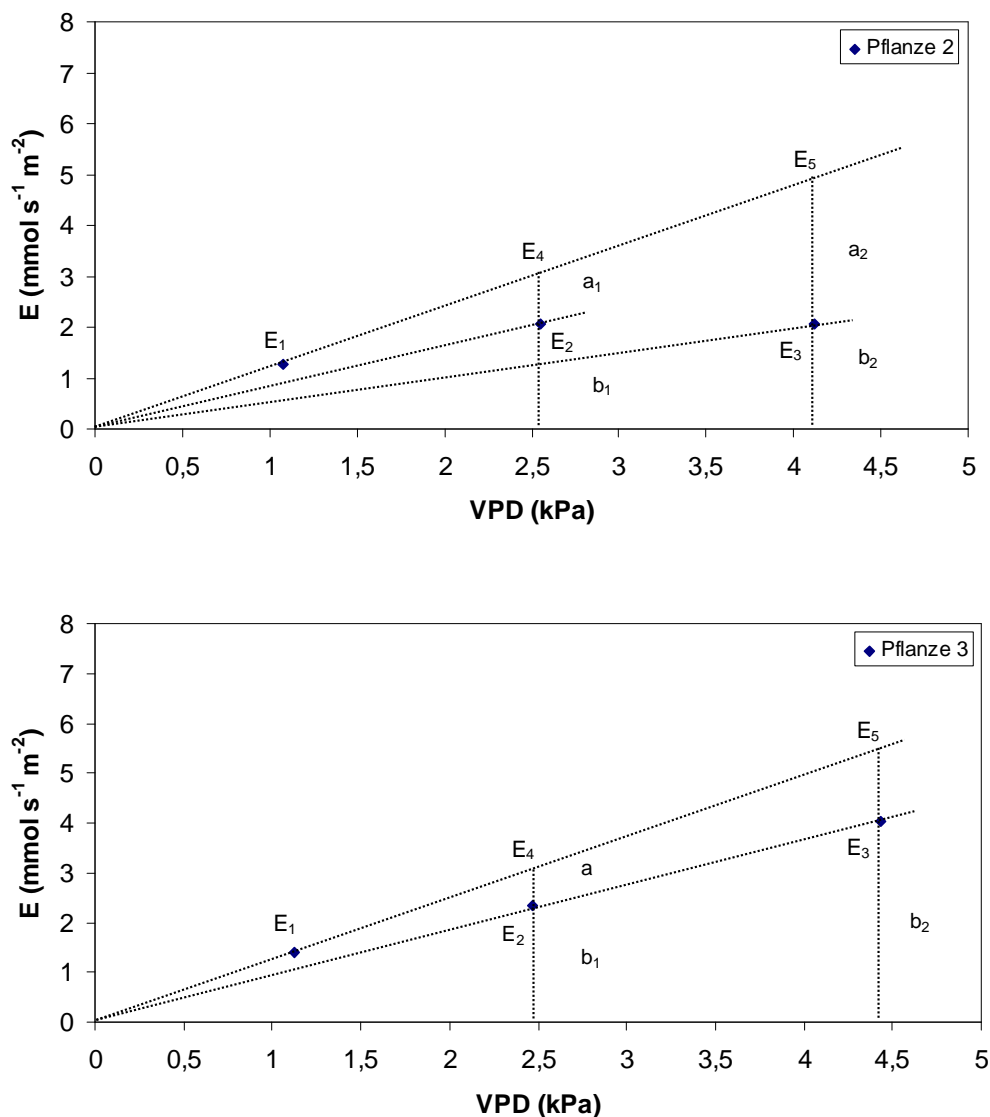 8
Pflanze 2
7
6
E5
5
E4
4
a2
a1
3
E1
2
E2
E3
b2
1
b1
0
0 0,5 1 1,5 2 2,5 3 3,5 4 4,5 5
E (mmol s-1 m-2)
VPD (kPa)
8
Pflanze 3
7
6
E5
5
E4
4
a
E3
3
E1
2
E2
b2
b1
1
0
0 0,5 1 1,5 2 2,5 3 3,5 4 4,5 5
E (mmol s-1 m-2)
VPD (kPa)